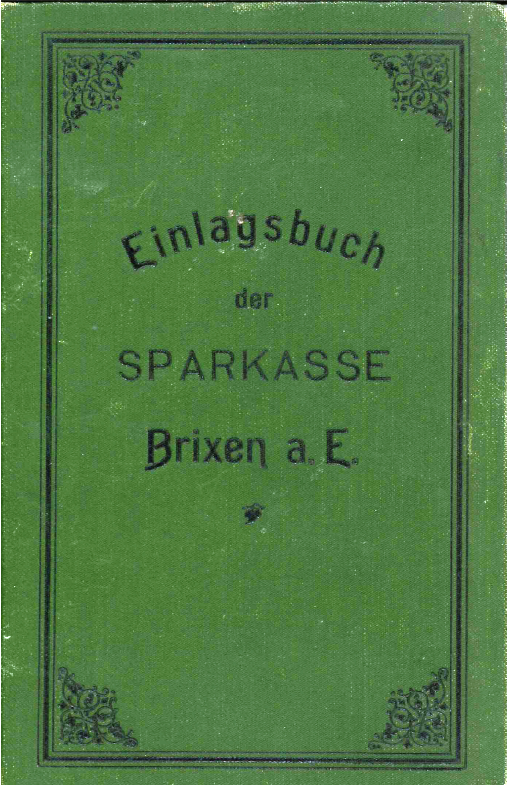 Einlagsbuch
der
SPARKASSE
Brixen a. E.